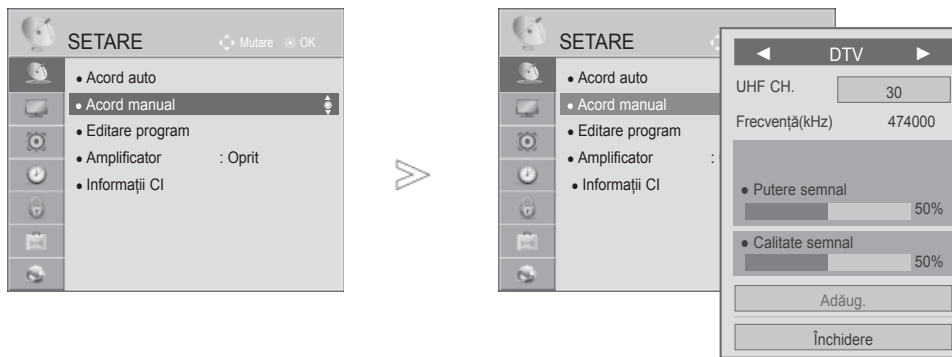 SETARE
Mutare OK
Acord auto
Acord manual
Editare program
Amplificator : Oprit
Informații CI
SETARE
Acord auto
Acord manual
Editare program
Amplificator :
Informații CI
DTV
UHF CH. 30
Frecvență(kHz) 474000
Putere semnal
50%
Calitate semnal
50%
Adăug.
Închidere